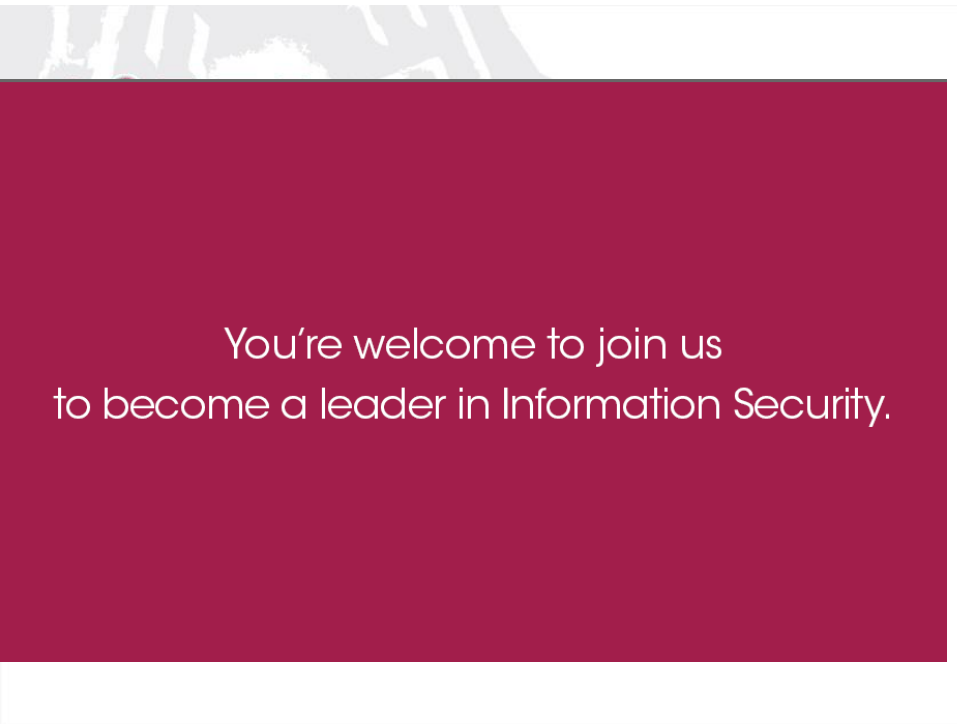 You’re welcome to join us
to become a leader in Information Security.